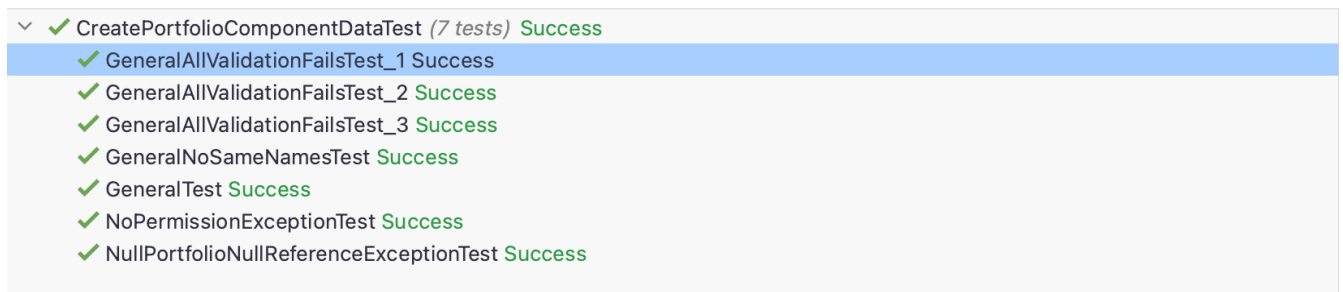 CreatePortfolioComponentDataTest (7 tests) Success
GeneralAllValidationFailsTest_1 Success
GeneralAllValidationFailsTest_2 Success
GeneralAllValidationFailsTest_3 Success
GeneralNoSameNamesTest Success
GeneralTest Success
NoPermissionExceptionTest Success
NullPortfolioNullReferenceExceptionTest Success